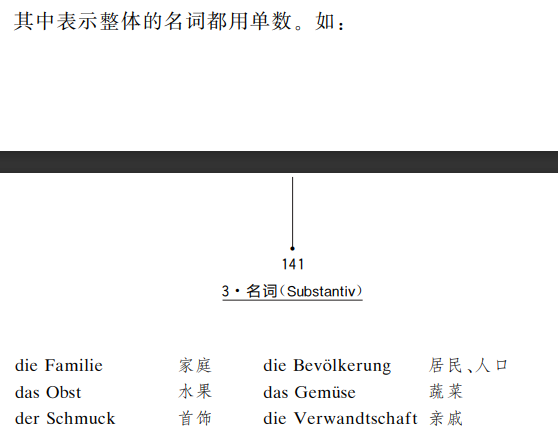 其中表示整体的名词都用单数。如：
141
3·名词(Substantiv)
die Familie 家庭 die Bevölkerung 居民、人口
das Obst 水果 das Gemüse 蔬菜
der Schmuck 首饰 die Verwandtschaft 亲戚